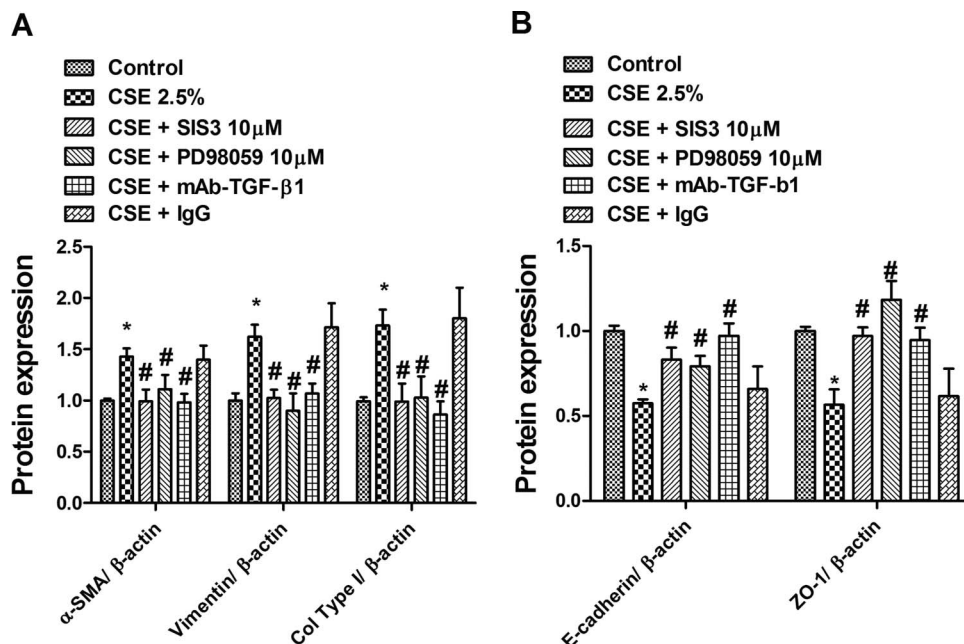 A
Control
CSE 2.5%
CSE + SIS3 10μM
CSE + PD98059 10μM
CSE + mAb-TGF-β1
CSE + IgG
Protein expression
2.5
2.0
1.5
1.0
0.5
0.0
*
#
#
#
*
#
#
#
*
#
#
#
α-SMA/ β-actin
Vimentin/ β-actin
Col Type I/ β-actin
B
Control
CSE 2.5%
CSE + SIS3 10μM
CSE + PD98059 10μM
CSE + mAb-TGF-b1
CSE + IgG
Protein expression
1.5
1.0
0.5
0.0
*
#
#
#
*
#
#
#
E-cadherin/ β-actin
ZO-1/ β-actin